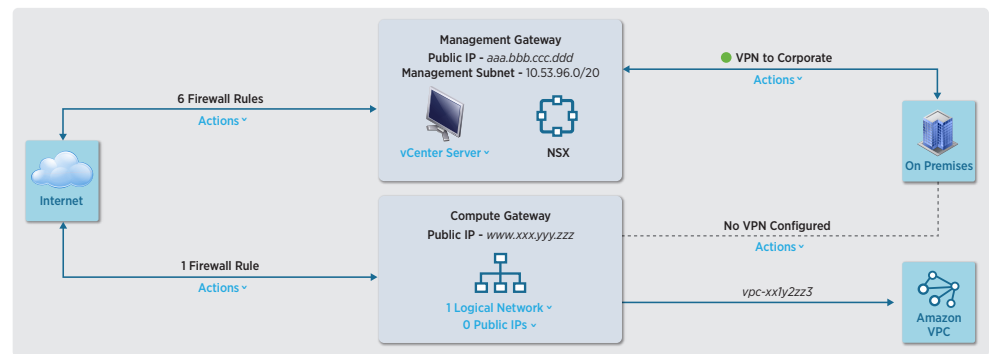 Management Gateway
Public IP - aaa.bbb.ccc.ddd
Management Subnet - 10.53.96.0/20
vCenter Server
NSX
6 Firewall Rules
Actions
VPN to Corporate
Actions
Internet
On Premises
Compute Gateway
Public IP - www.xxx.yyy.zzz
1 Logical Network
0 Public IPs
1 Firewall Rule
Actions
No VPN Configured
Actions
vpc-xx1y2zz3
Amazon
VPC